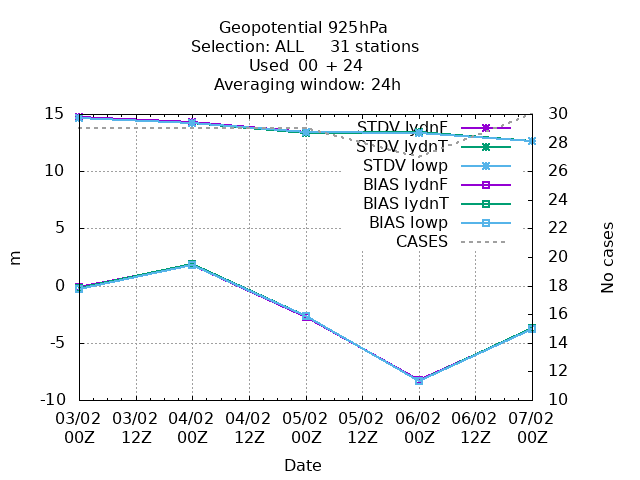 Geopotential 925hPa
Selection: ALL 31 stations
Used 00 + 24
Averaging window: 24h
15
10
5
0
-5
-10
m
STDV lydnF
STDV lydnT
STDV lowp
BIAS lydnF
BIAS lydnT
BIAS lowp
CASES
30
28
26
24
22
20
18
16
14
12
10
No cases
03/02 03/02 04/02 04/02 05/02 05/02 06/02 06/02 07/02
00Z 12Z 00Z 12Z 00Z 12Z 00Z 12Z 00Z
Date